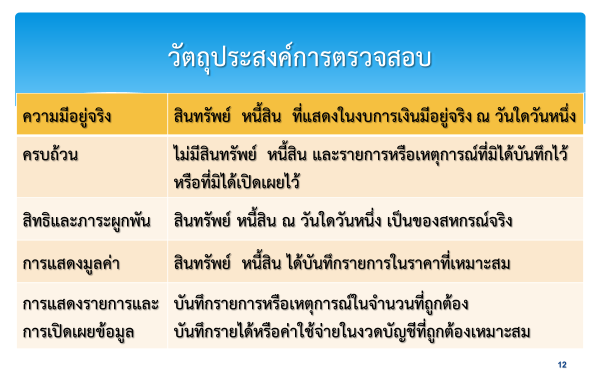 วัตถุประสงค์การตรวจสอบ
ความมีอยู่จริง สินทรัพย์ หนี้สิน ที่แสดงในงบการเงินมีอยู่จริง ณ วันใดวันหนึ่ง
ครบถ้วน ไม่มีสินทรัพย์ หนี้สิน และรายการหรือเหตุการณ์ที่มิได้บันทึกไว้
หรือที่มิได้เปิดเผยไว้
สิทธิและภาระผูกพัน สินทรัพย์ หนี้สิน ณ วันใดวันหนึ่ง เป็นของสหกรณ์จริง
การแสดงมูลค่า สินทรัพย์ หนี้สิน ได้บันทึกรายการในราคาที่เหมาะสม
การแสดงรายการและ บันทึกรายการหรือเหตุการณ์ในจำนวนที่ถูกต้อง
การเปิดเผยข้อมูล บันทึกรายได้หรือค่าใช้จ่ายในงวดบัญชีที่ถูกต้องเหมาะสม
12